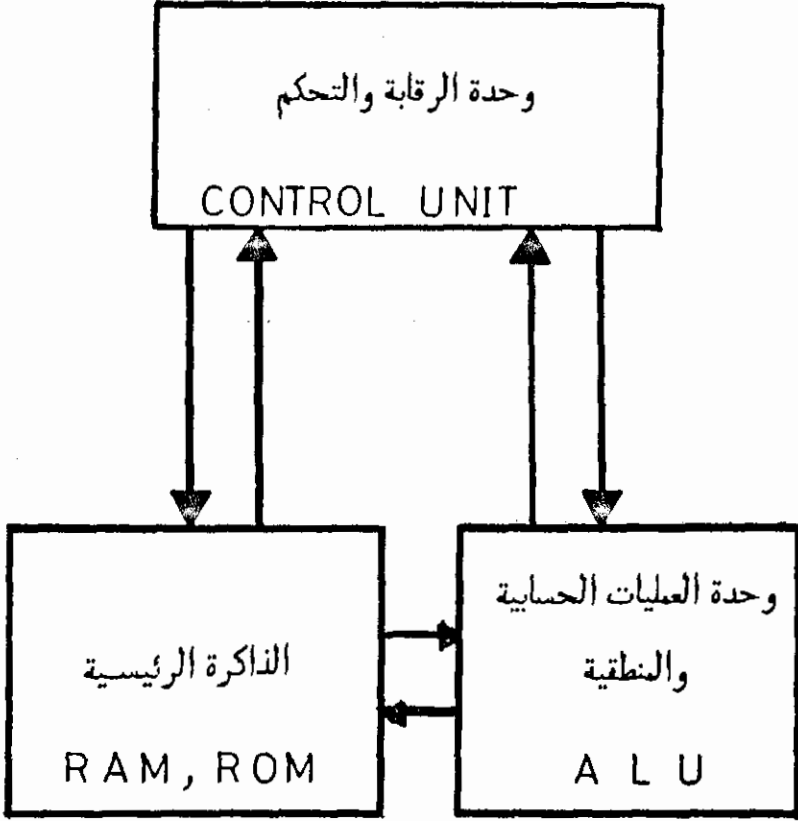 وحدة الرقابة والتحكم
CONTROL UNIT
الذاكرة الرئيسية
RAM, ROM
وحدة العمليات الحسابية
والمنطقية
ALU